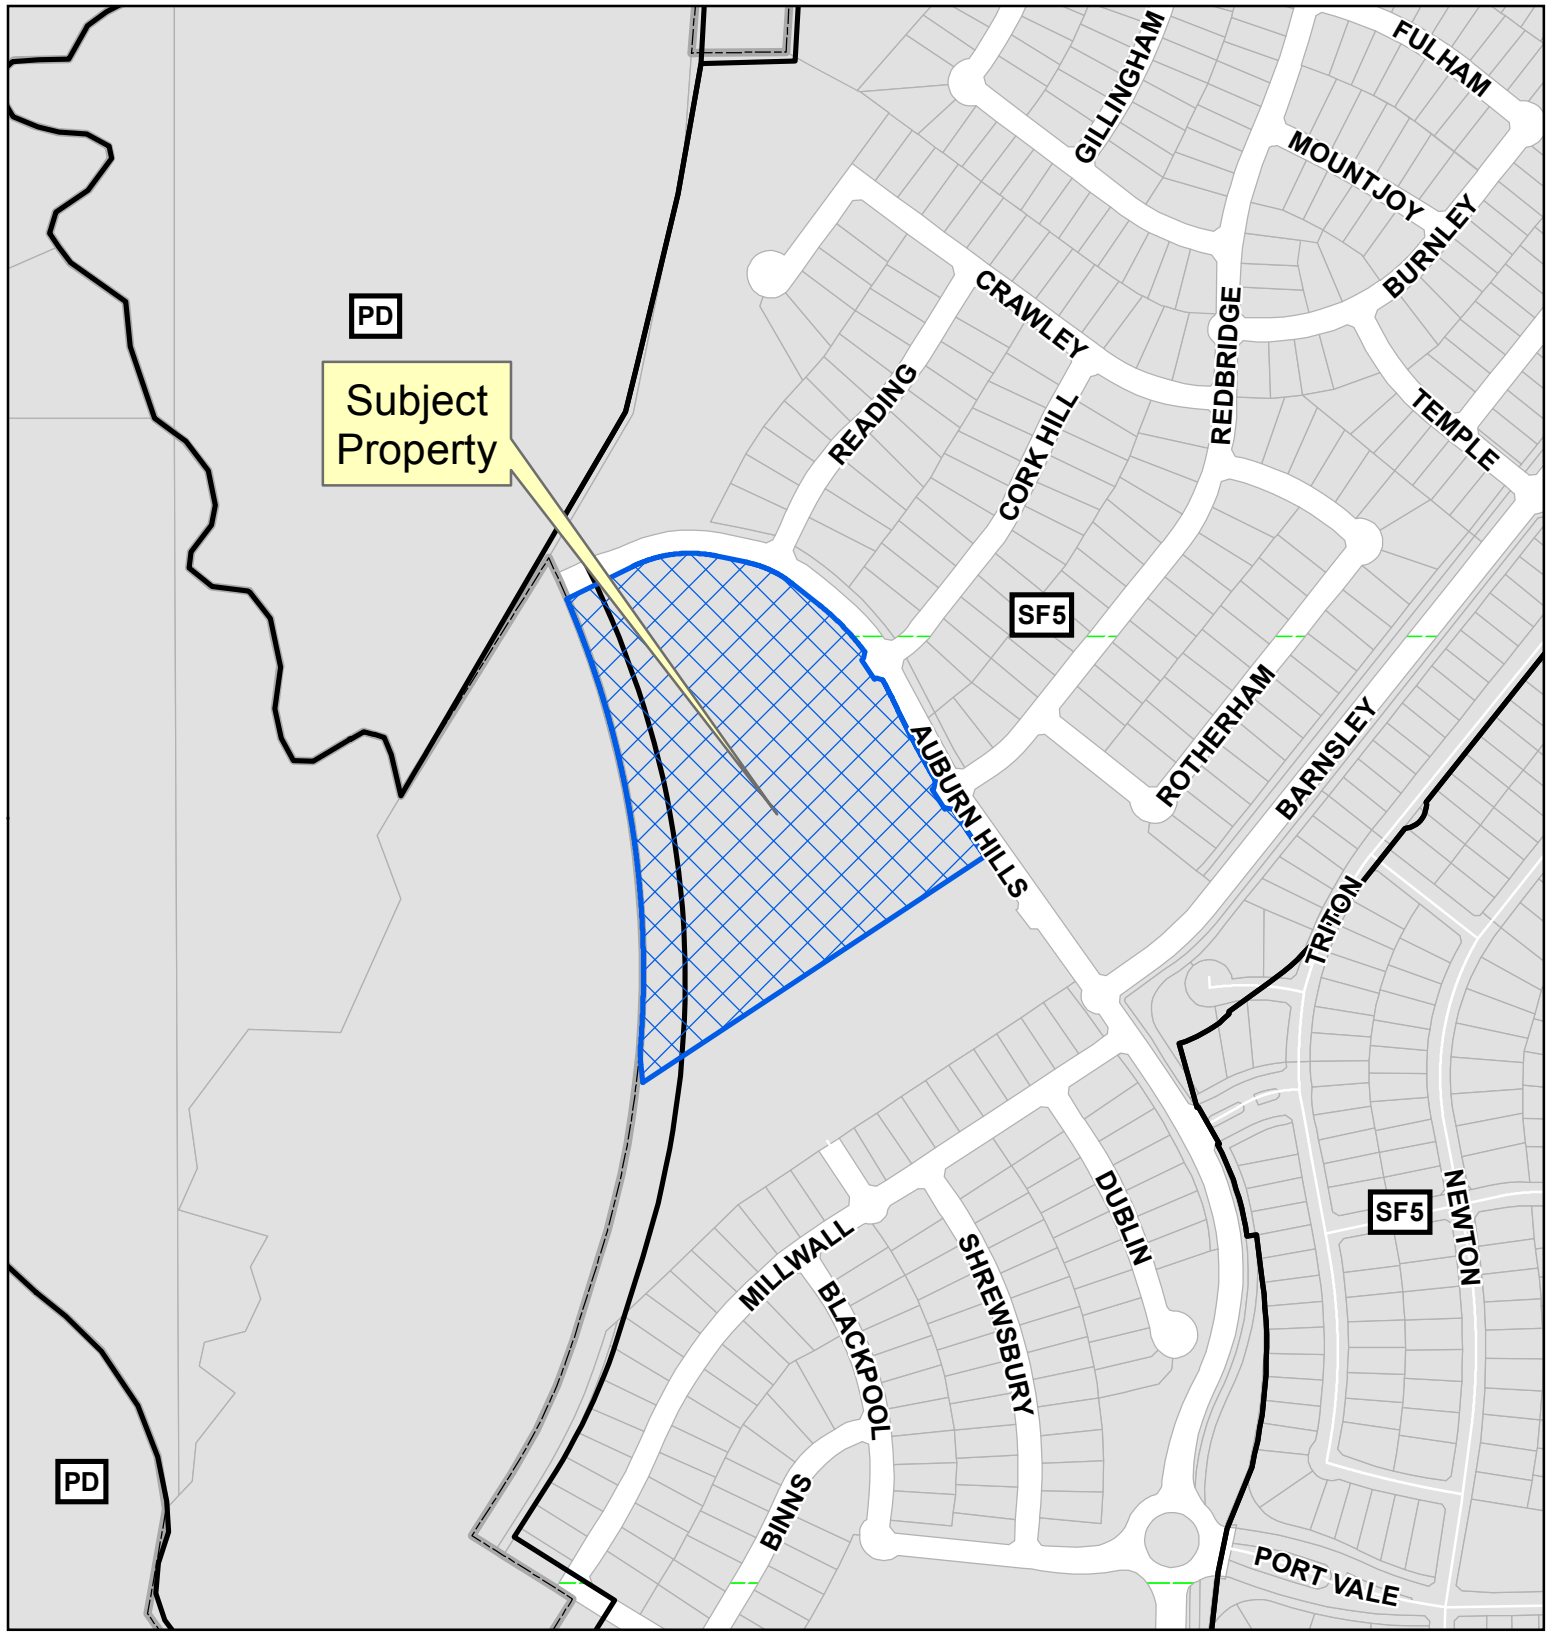 FULHAM
GILLINGHAM
MOUNTJOY
BURNLEY
CRAWLEY
REDBRIDGE
PD
Subject
Property
READING
CORK HILL
TEMPLE
SF5
ROTHERHAM
BARNSLEY
AUBURN HILLS
TRITON
DUBLIN
NEWTON
SF5
MILLWALL
SHREWSBURY
BLACKPOOL
PD
BINNS
PORT VALE